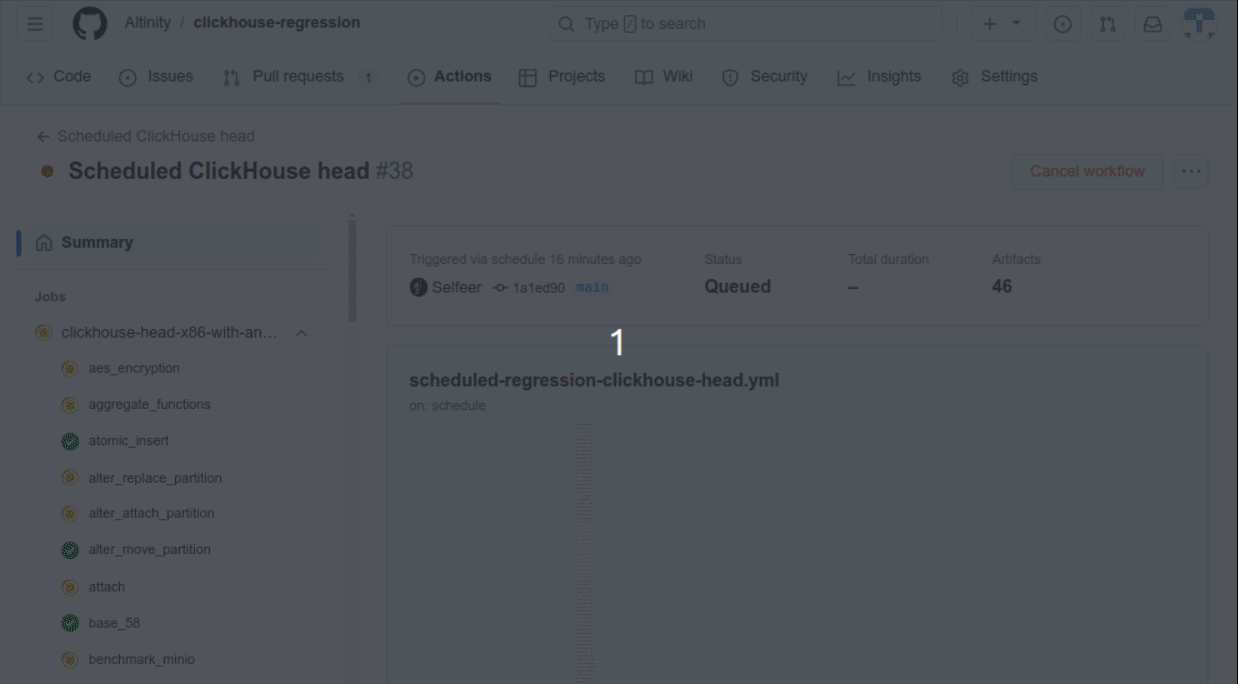 Altinity / clickhouse-regression
Type / to search
Code
Issues
Pull requests 1
Actions
Projects
Wiki
Security
Insights
Settings
← Scheduled ClickHouse head
Scheduled ClickHouse head #38
Cancel workflow
...
Summary
Jobs
clickhouse-head-x86-with-an...
aes_encryption
aggregate_functions
atomic_insert
alter_replace_partition
alter_attach_partition
alter_move_partition
attach
base_58
benchmark_minio
Triggered via schedule 16 minutes ago
Selfeer 1a1ed90 main
Status
Queued
Total duration
–
Artifacts
46
1
scheduled-regression-clickhouse-head.yml
on: schedule